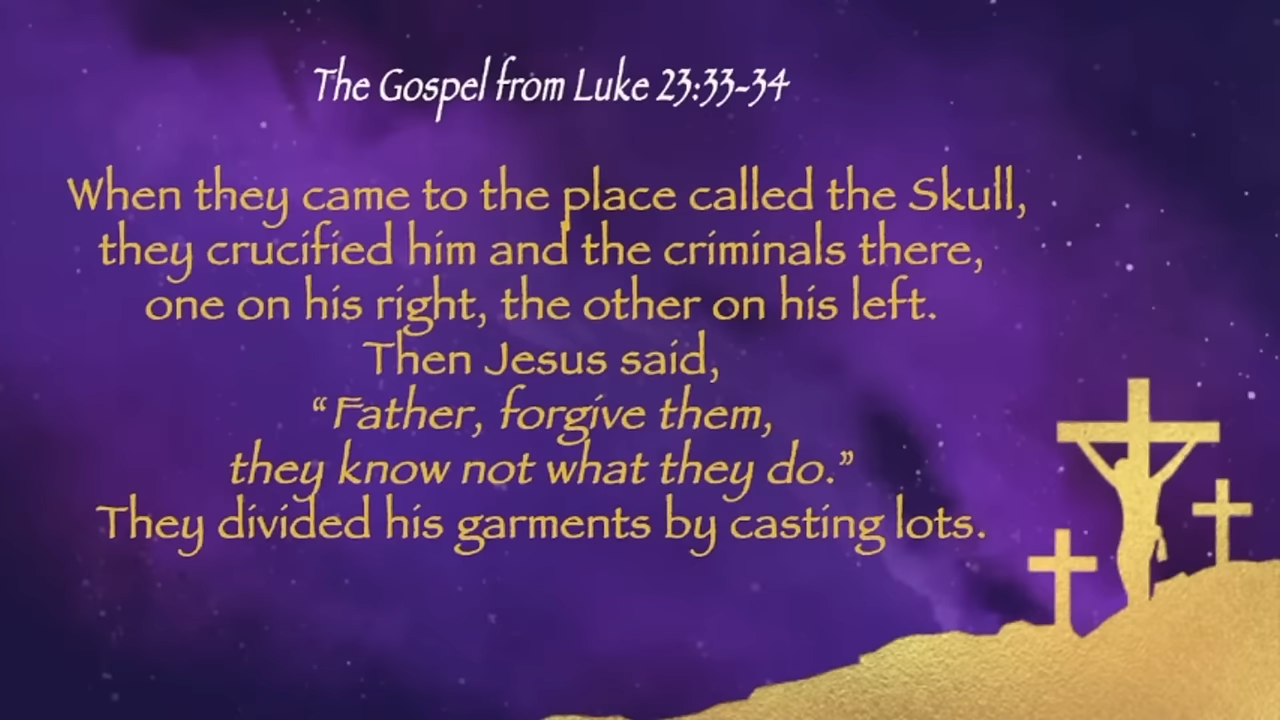 The Gospel from Luke 23:33-34
When they came to the place called the Skull,
they crucified him and the criminals there,
one on his right, the other on his left.
Then Jesus said,
“Father, forgive them,
they know not what they do.”
They divided his garments by casting lots.